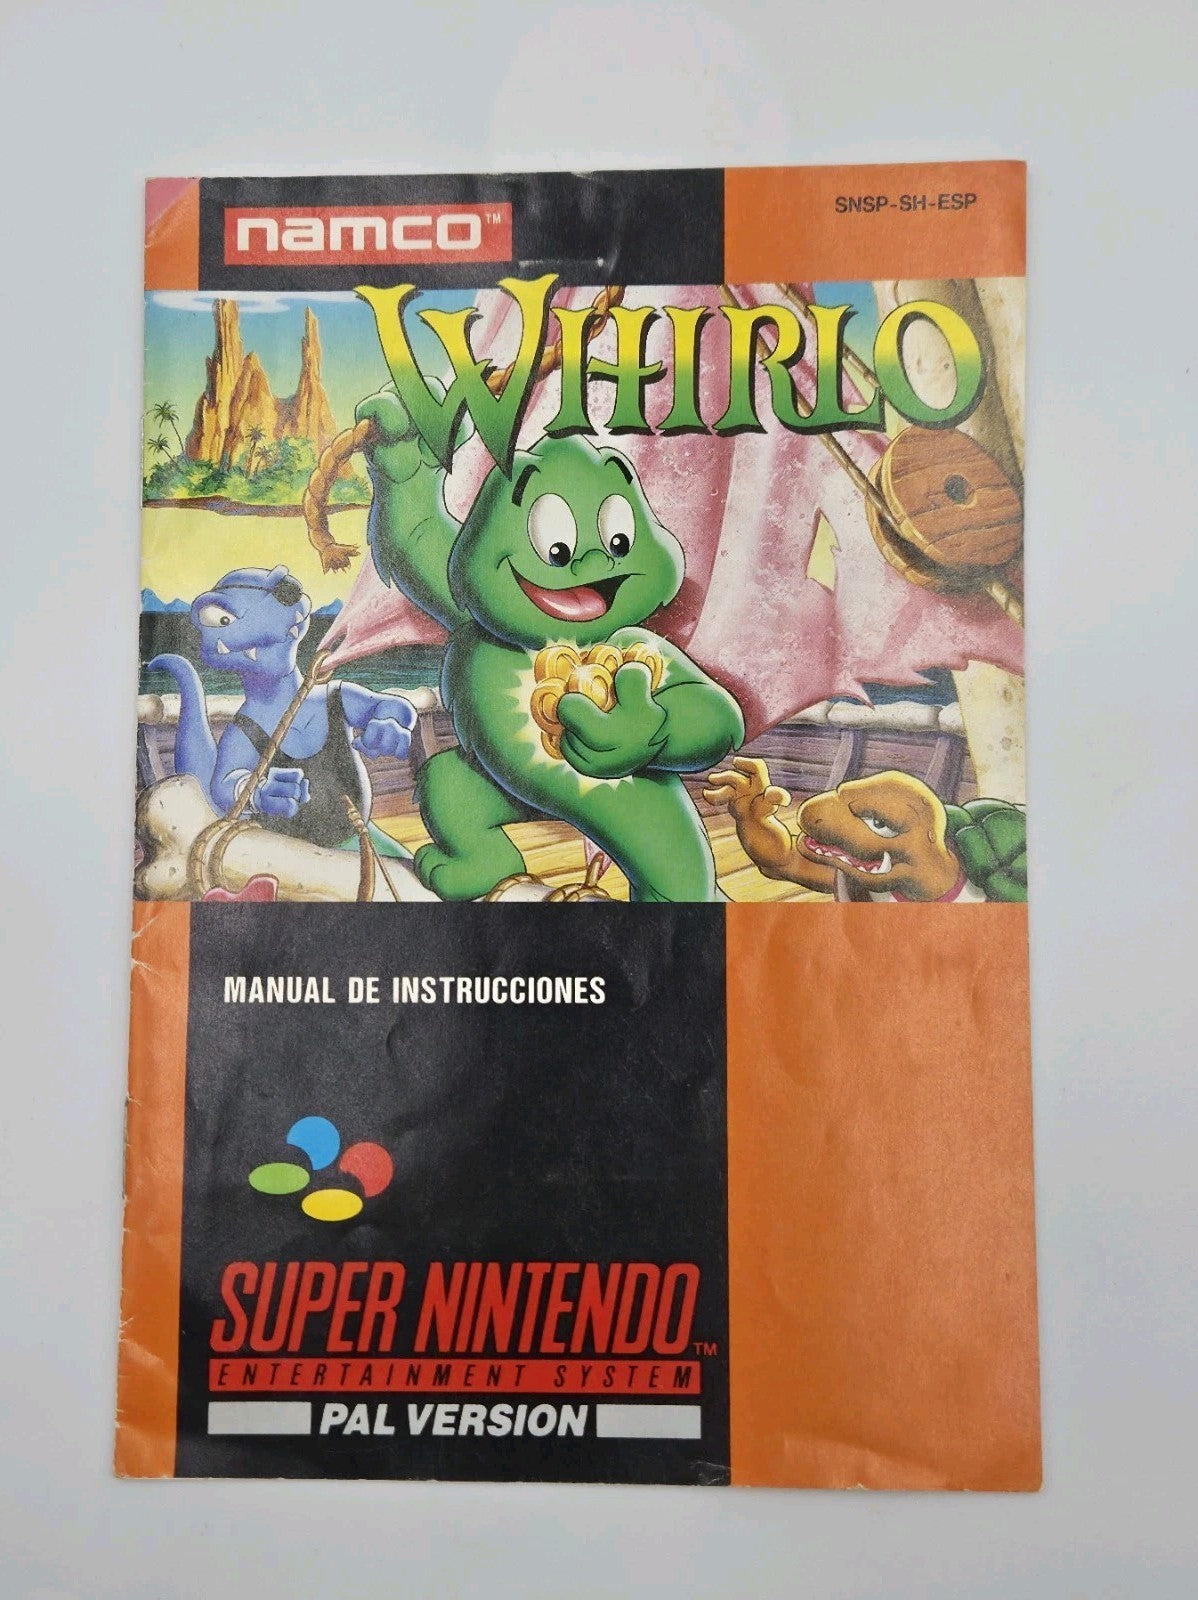 namco™
SNSP-SH-ESP
WHIRLO
MANUAL DE INSTRUCCIONES
SUPER NINTENDO™
ENTERTAINMENT SYSTEM
PAL VERSION